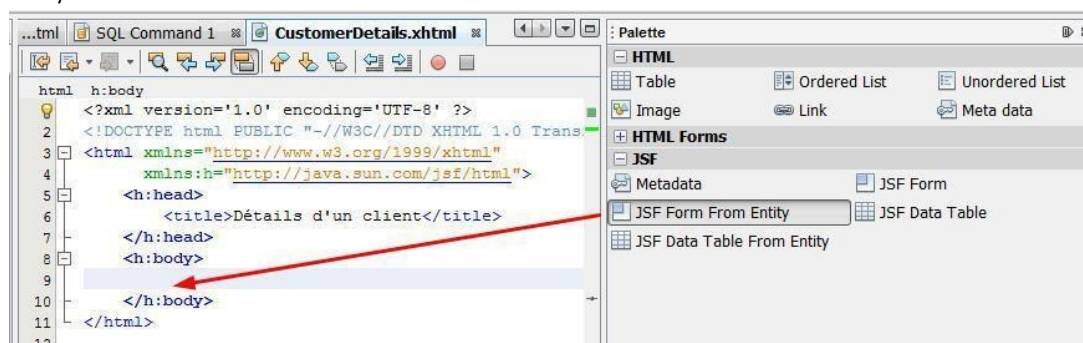 ...tml SQL Command 1 CustomerDetails.xhtml
html h:body
<?xml version='1.0' encoding='UTF-8' ?>
2 <!DOCTYPE html PUBLIC "-//W3C//DTD XHTML 1.0 Trans
3 <html xmlns="http://www.w3.org/1999/xhtml"
4 xmlns:h="http://java.sun.com/jsf/html">
5 <h:head>
6 <title>Détails d'un client</title>
7 </h:head>
8 <h:body>
9
10 </h:body>
11 </html>
Palette
HTML
Table Ordered List Unordered List
Image Link Meta data
HTML Forms
JSF
Metadata JSF Form
JSF Form From Entity JSF Data Table
JSF Data Table From Entity